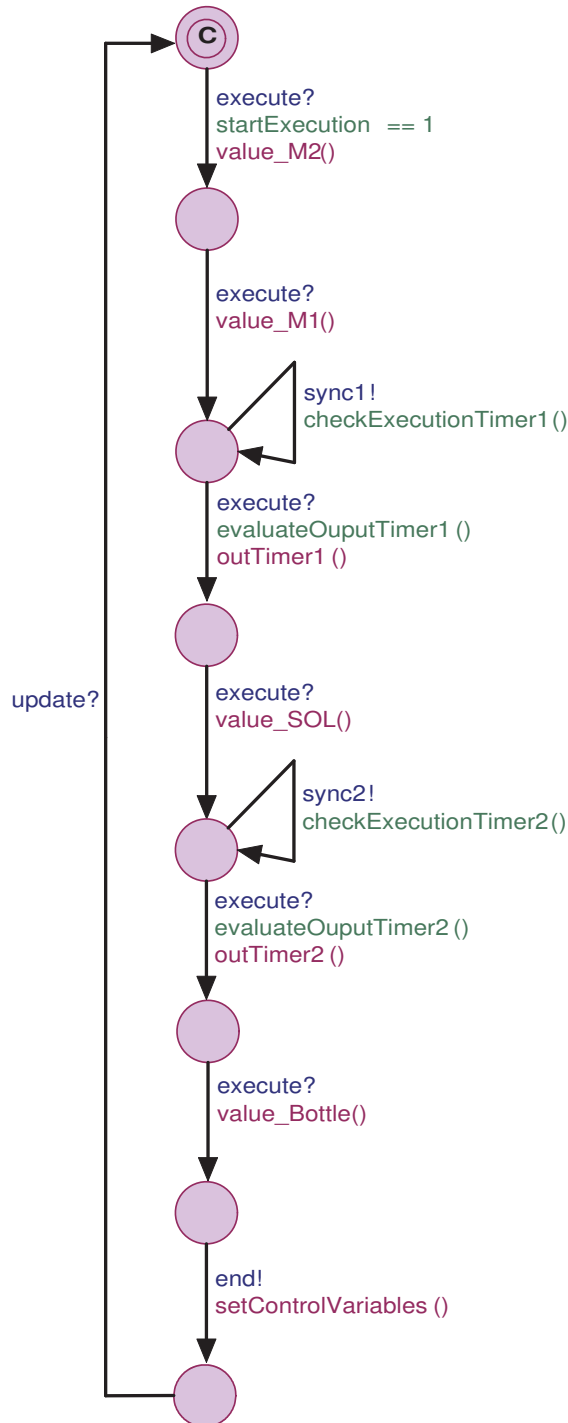 C
execute?
startExecution == 1
value_M2()
execute?
value_M1()
sync1!
checkExecutionTimer1()
execute?
evaluateOuputTimer1()
outTimer1()
execute?
value_SOL()
update?
sync2!
checkExecutionTimer2()
execute?
evaluateOuputTimer2()
outTimer2()
execute?
value_Bottle()
end!
setControlVariables()